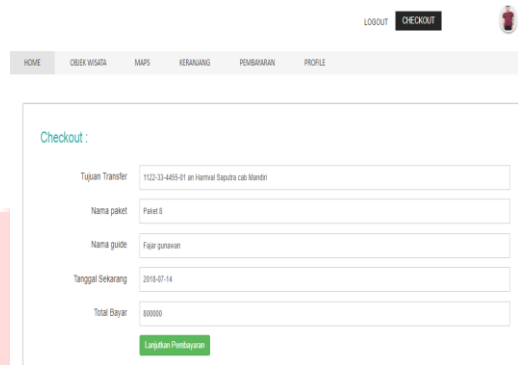 LOGOUT CHECKOUT
HOME OBJEK WISATA MAPS KERANJANG PEMBAYARAN PROFILE
Checkout :
Tujuan Transfer 1122-33-4455-01 an Hamval Saputra cab Mandiri
Nama paket Paket 8
Nama guide Fajar gunawan
Tanggal Sekarang 2018-07-14
Total Bayar 800000
Lanjutkan Pembayaran